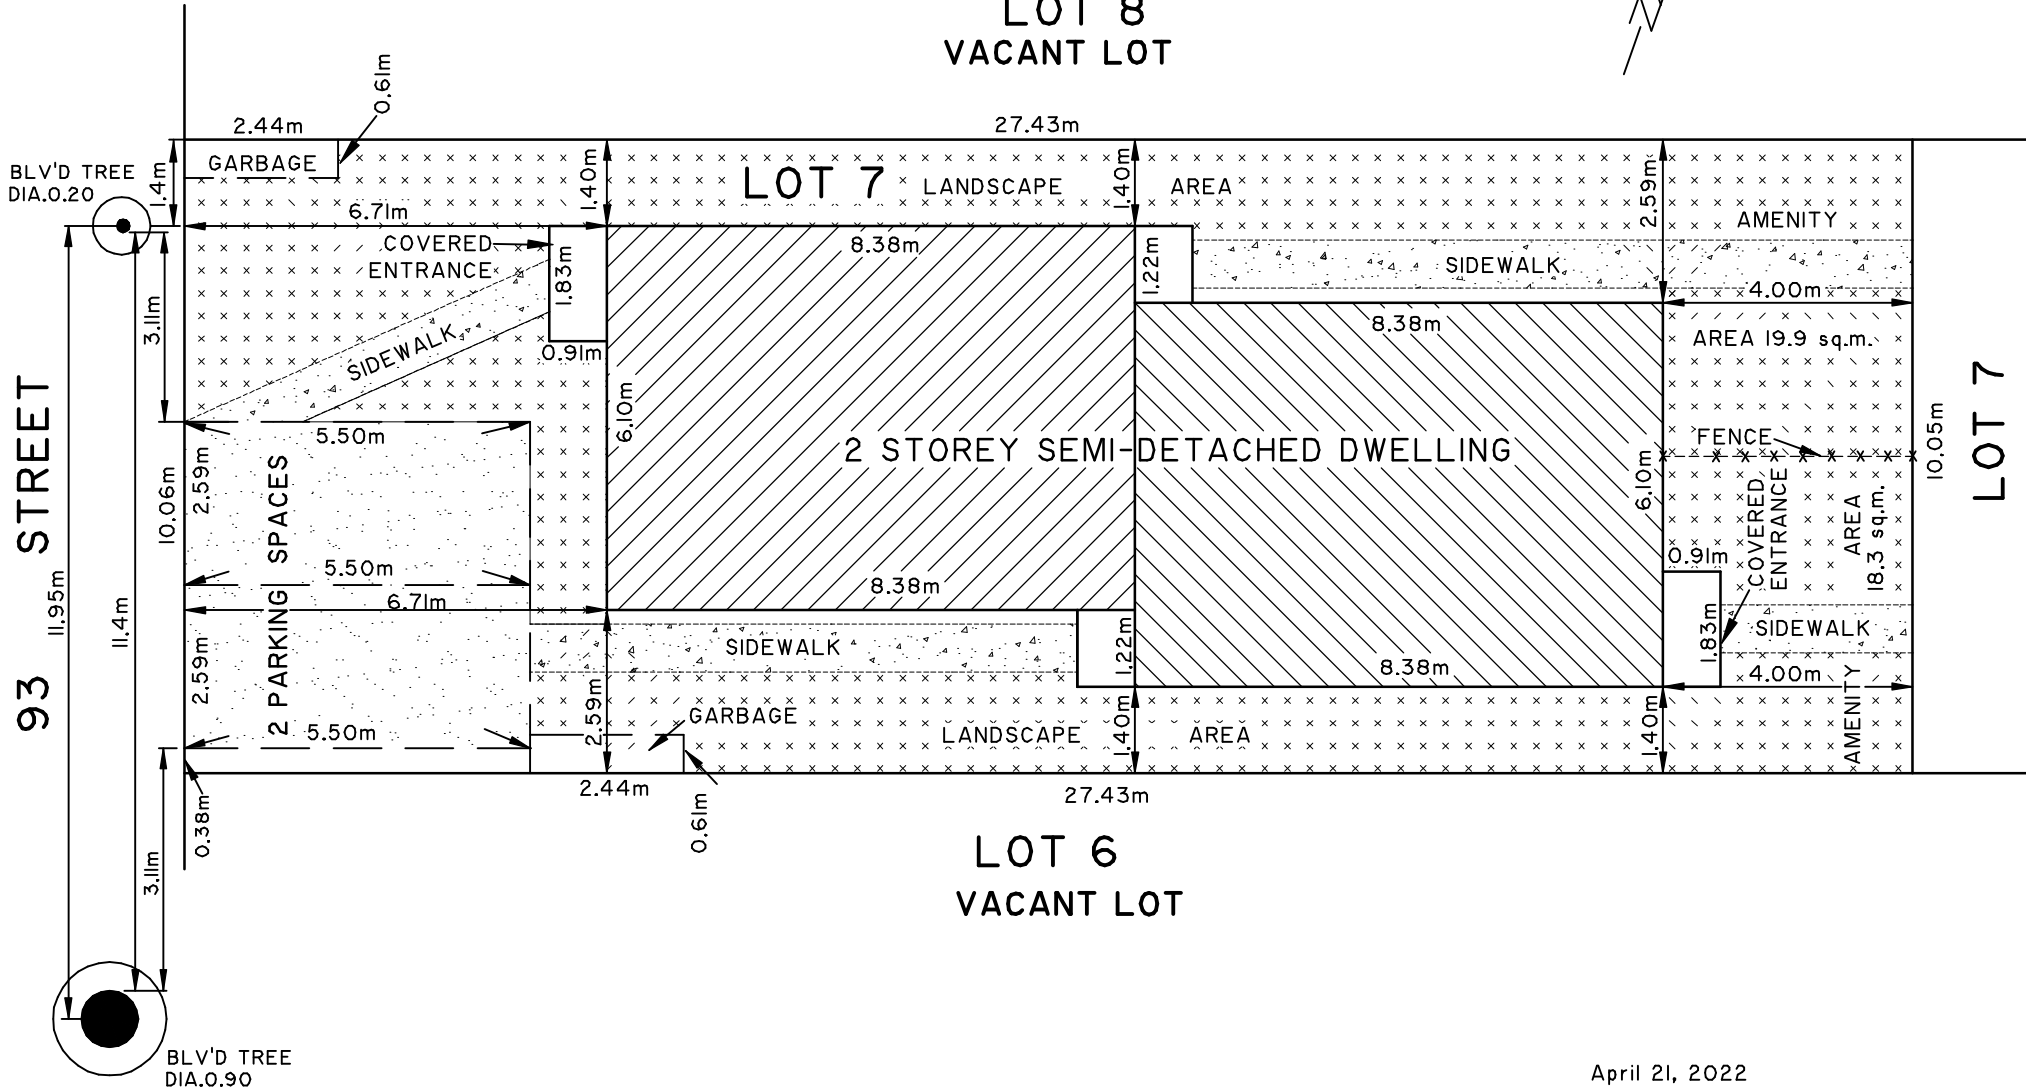 LOT 8
VACANT LOT
0.61m
2.44m
27.43m
GARBAGE
BLV'D TREE
DIA.0.20
1.4m
1.40m
LOT 7
LANDSCAPE
1.40m
AREA
2.59m
AMENITY
6.71m
COVERED
ENTRANCE
1.83m
8.38m
1.22m
SIDEWALK
4.00m
3.11m
SIDEWALK
0.91m
8.38m
AREA 19.9 sq.m.
93 STREET
5.50m
6.10m
2 STOREY SEMI-DETACHED DWELLING
FENCE
10.05m
LOT 7
2.59m
10.06m
2 PARKING SPACES
6.10m
COVERED
ENTRANCE
AREA
18.3 sq.m.
0.91m
5.50m
8.38m
6.71m
11.95m
11.4m
2.59m
SIDEWALK
1.22m
8.38m
1.83m
SIDEWALK
4.00m
5.50m
2.59m
GARBAGE
LANDSCAPE
1.40m
AREA
1.40m
AMENITY
2.44m
27.43m
0.38m
0.61m
3.11m
LOT 6
VACANT LOT
BLV'D TREE
DIA.0.90
April 21, 2022